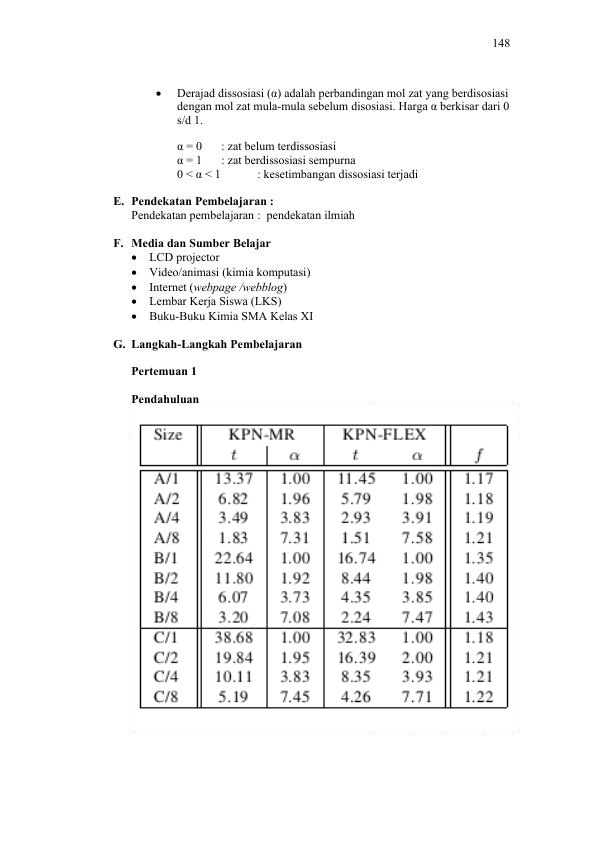 148
• Derajad dissosiasi (α) adalah perbandingan mol zat yang berdisosiasi
dengan mol zat mula-mula sebelum disosiasi. Harga α berkisar dari 0
s/d 1.
α = 0 : zat belum terdissosiasi
α = 1 : zat berdissosiasi sempurna
0 < α < 1 : kesetimbangan dissosiasi terjadi
E. Pendekatan Pembelajaran :
Pendekatan pembelajaran : pendekatan ilmiah
F. Media dan Sumber Belajar
• LCD projector
• Video/animasi (kimia komputasi)
• Internet (webpage /webblog)
• Lembar Kerja Siswa (LKS)
• Buku-Buku Kimia SMA Kelas XI
G. Langkah-Langkah Pembelajaran
Pertemuan 1
Pendahuluan
Size KPN-MR KPN-FLEX
t α t α f
A/1 13.37 1.00 11.45 1.00 1.17
A/2 6.82 1.96 5.79 1.98 1.18
A/4 3.49 3.83 2.93 3.91 1.19
A/8 1.83 7.31 1.51 7.58 1.21
B/1 22.64 1.00 16.74 1.00 1.35
B/2 11.80 1.92 8.44 1.98 1.40
B/4 6.07 3.73 4.35 3.85 1.40
B/8 3.20 7.08 2.24 7.47 1.43
C/1 38.68 1.00 32.83 1.00 1.18
C/2 19.84 1.95 16.39 2.00 1.21
C/4 10.11 3.83 8.35 3.93 1.21
C/8 5.19 7.45 4.26 7.71 1.22